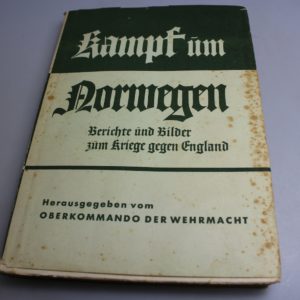 Kampf um
Norwegen
Berichte und Bilder
zum Kriege gegen England
Herausgegeben vom
OBERKOMMANDO DER WEHRMACHT